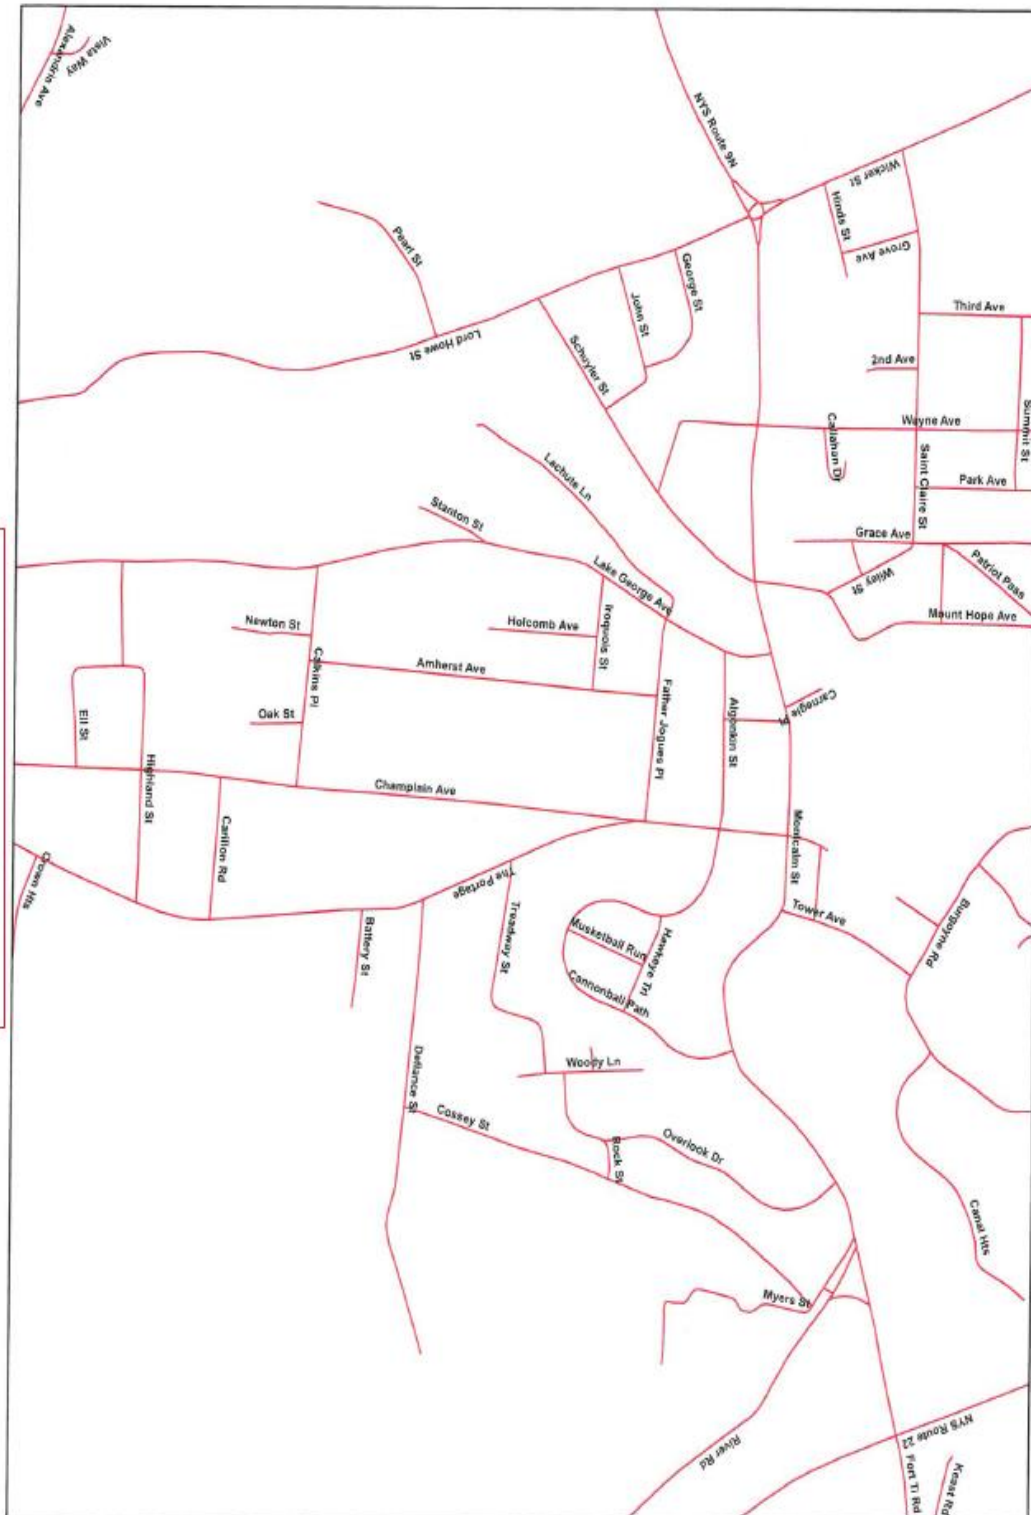 Alexandria Ave
Vista Way
NYS Route 9N
Wicker St
Hinds St
Grove Ave
Pearl St
George St
John St
Third Ave
Lord Howe St
Schuyler St
2nd Ave
Summit St
Callahan Dr
Wayne Ave
Saint Claire St
Lachute Ln
Park Ave
Stanton St
Grace Ave
Patriot Pass
Wiley St
Lake George Ave
Mount Hope Ave
Newton St
Holcomb Ave
Iroquois St
Calkins Pl
Amherst Ave
Father Jogues Pl
Carnegie Pl
Algonkin St
Oak St
Ell St
Highland St
Champlain Ave
Carillon Rd
Montcalm St
Crown Hts
The Portage
Tower Ave
Treadway St
Battery St
Musketball Run
Hawkeye Trl
Burgoyne Rd
Cannonball Path
Woody Ln
Defiance St
Cossey St
Rock St
Overlook Dr
Canal Hts
Myers St
River Rd
NYS Route 22
Fort Ti Rd
Keast Rd